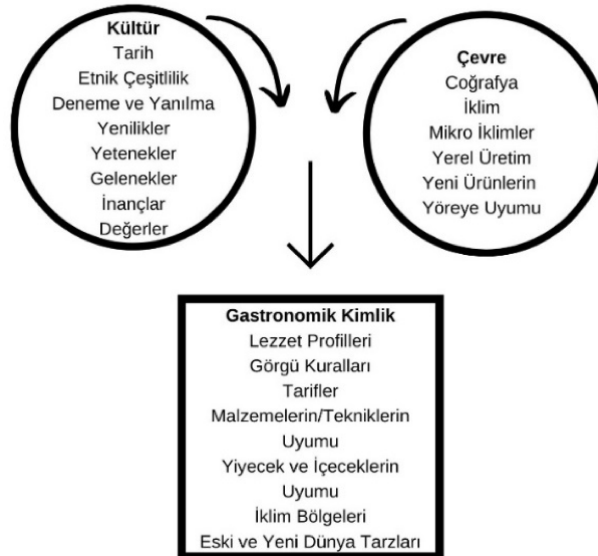 Kültür
Tarih
Etnik Çeşitlilik
Deneme ve Yanılma
Yenilikler
Yetenekler
Gelenekler
İnançlar
Değerler
Çevre
Coğrafya
İklim
Mikro İklimler
Yerel Üretim
Yeni Ürünlerin
Yöreye Uyumu
Gastronomik Kimlik
Lezzet Profilleri
Görgü Kuralları
Tarifler
Malzemelerin/Tekniklerin
Uyumu
Yiyecek ve İçeceklerin
Uyumu
İklim Bölgeleri
Eski ve Yeni Dünya Tarzları